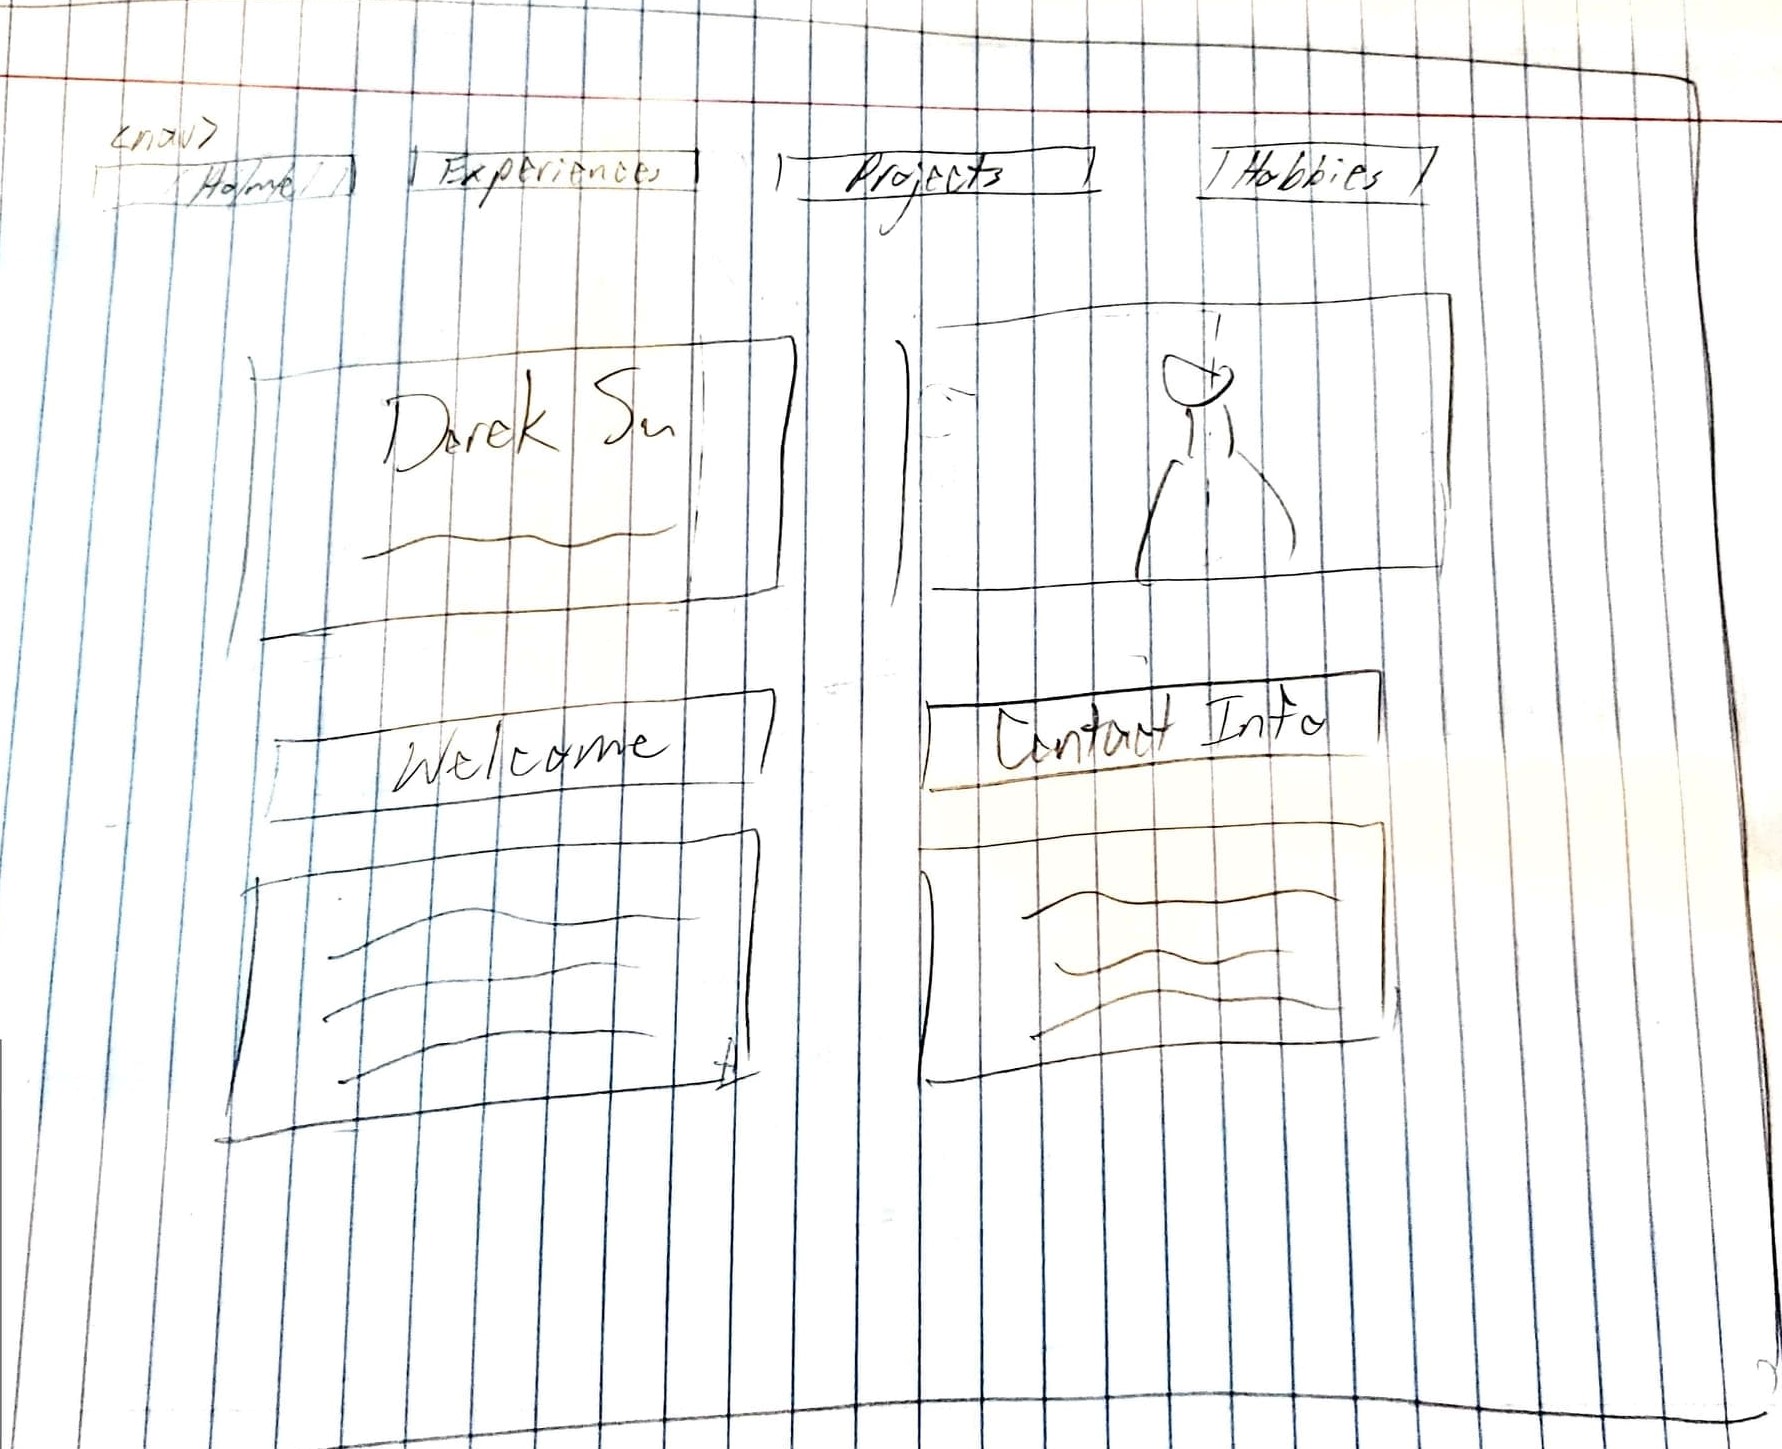 <nav>
Home
Experiences
Projects
Hobbies
Derek Su
Welcome
Contact Info